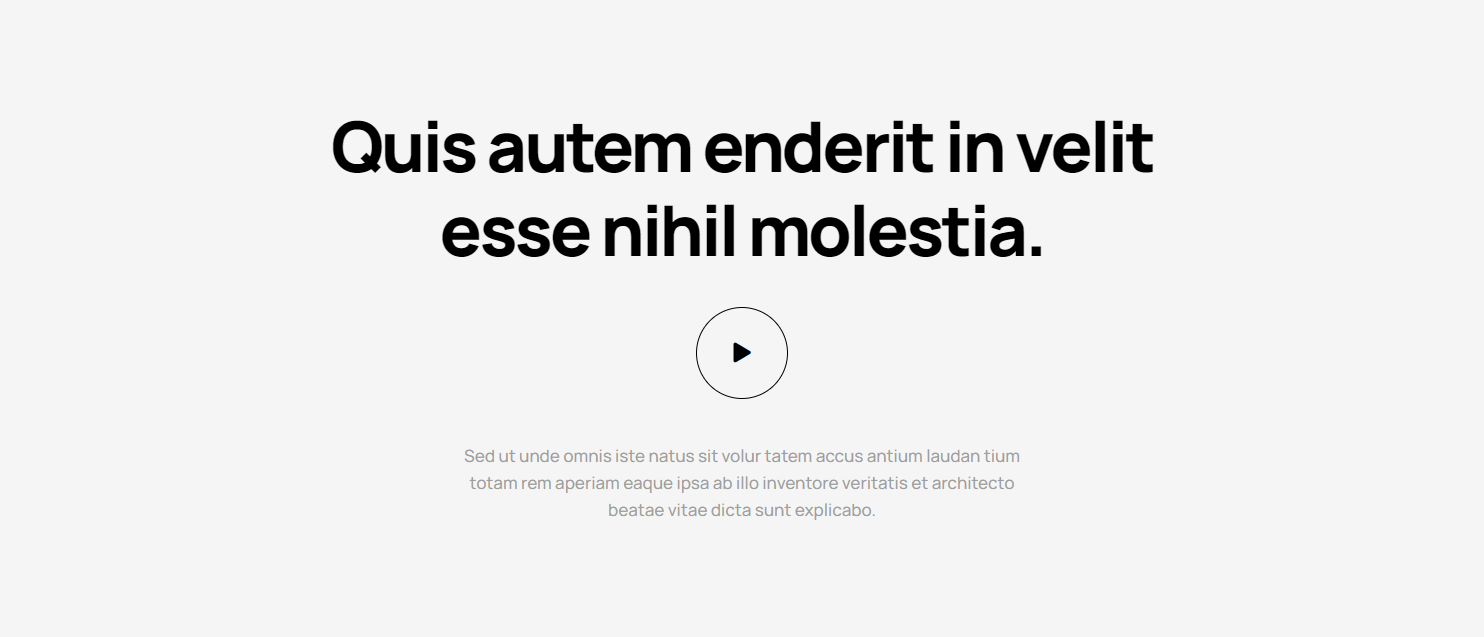 Quis autem enderit in velit
esse nihil molestia.
Sed ut unde omnis iste natus sit volur tatem accus antium laudan tium
totam rem aperiam eaque ipsa ab illo inventore veritatis et architecto
beatae vitae dicta sunt explicabo.